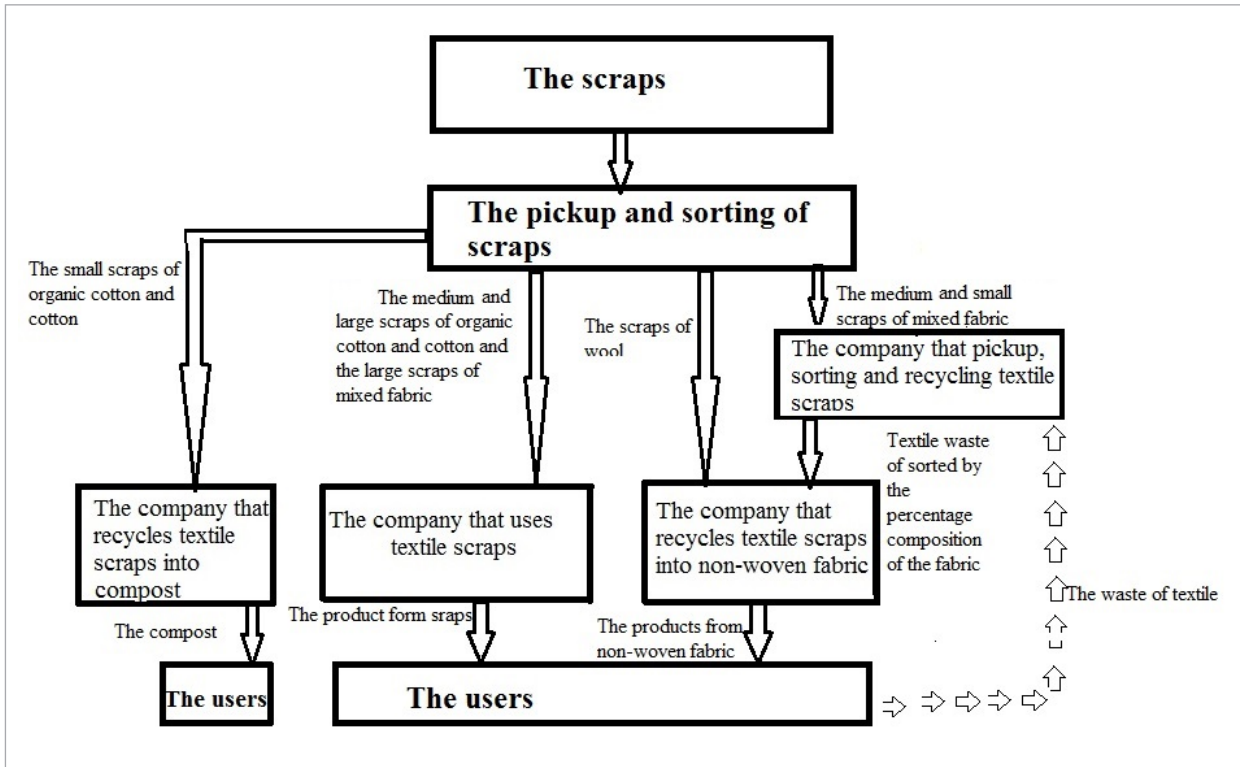 The scraps
The pickup and sorting of
scraps
The small scraps of
organic cotton and
cotton
The medium and
large scraps of organic
cotton and cotton and
the large scraps of
mixed fabric
The scraps of
wool
The medium and small
scraps of mixed fabric
The company that pickup,
sorting and recycling textile
scraps
Textile waste
of sorted by
the
percentage
composition
of the fabric
The company that
recycles textile
scraps into
compost
The company that uses
textile scraps
The company that
recycles textile scraps
into non-woven fabric
The waste of textile
The compost
The product form sraps
The products from
non-woven fabric
The users
The users